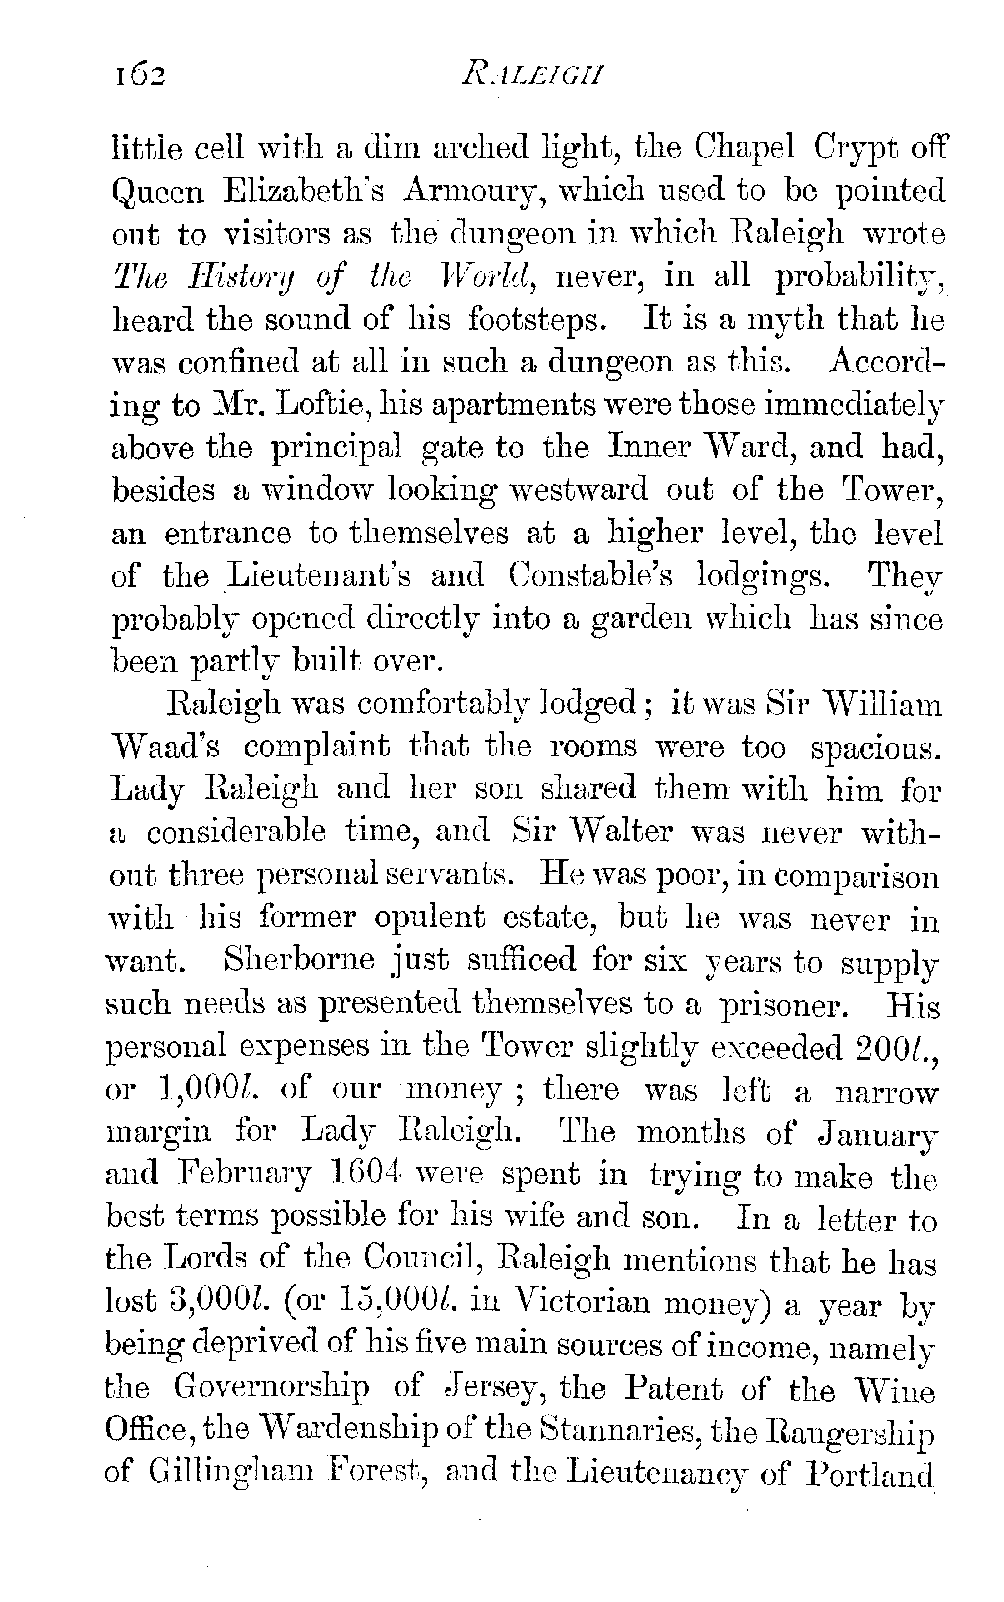 162 RALEIGH
little cell with a dim arched light, the Chapel Crypt off
Queen Elizabeth's Armoury, which used to be pointed
out to visitors as the dungeon in which Raleigh wrote
The History of the World, never, in all probability,
heard the sound of his footsteps. It is a myth that he
was confined at all in such a dungeon as this. Accord-
ing to Mr. Loftie, his apartments were those immediately
above the principal gate to the Inner Ward, and had,
besides a window looking westward out of the Tower,
an entrance to themselves at a higher level, the level
of the Lieutenant's and Constable's lodgings. They
probably opened directly into a garden which has since
been partly built over.
Raleigh was comfortably lodged; it was Sir William
Waad's complaint that the rooms were too spacious.
Lady Raleigh and her son shared them with him for
a considerable time, and Sir Walter was never with-
out three personal servants. He was poor, in comparison
with his former opulent estate, but he was never in
want. Sherborne just sufficed for six years to supply
such needs as presented themselves to a prisoner. His
personal expenses in the Tower slightly exceeded 200l.,
or 1,000l. of our money; there was left a narrow
margin for Lady Raleigh. The months of January
and February 1604 were spent in trying to make the
best terms possible for his wife and son. In a letter to
the Lords of the Council, Raleigh mentions that he has
lost 3,000l. (or 15,000l. in Victorian money) a year by
being deprived of his five main sources of income, namely
the Governorship of Jersey, the Patent of the Wine
Office, the Wardenship of the Stannaries, the Rangership
of Gillingham Forest, and the Lieutenancy of Portland